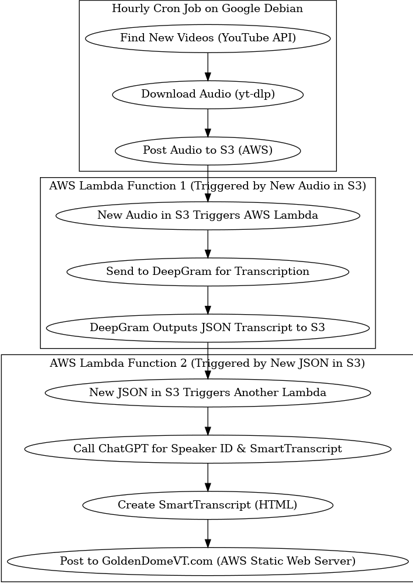 Hourly Cron Job on Google Debian
Find New Videos (YouTube API)
Download Audio (yt-dlp)
Post Audio to S3 (AWS)
AWS Lambda Function 1 (Triggered by New Audio in S3)
New Audio in S3 Triggers AWS Lambda
Send to DeepGram for Transcription
DeepGram Outputs JSON Transcript to S3
AWS Lambda Function 2 (Triggered by New JSON in S3)
New JSON in S3 Triggers Another Lambda
Call ChatGPT for Speaker ID & SmartTranscript
Create SmartTranscript (HTML)
Post to GoldenDomeVT.com (AWS Static Web Server)